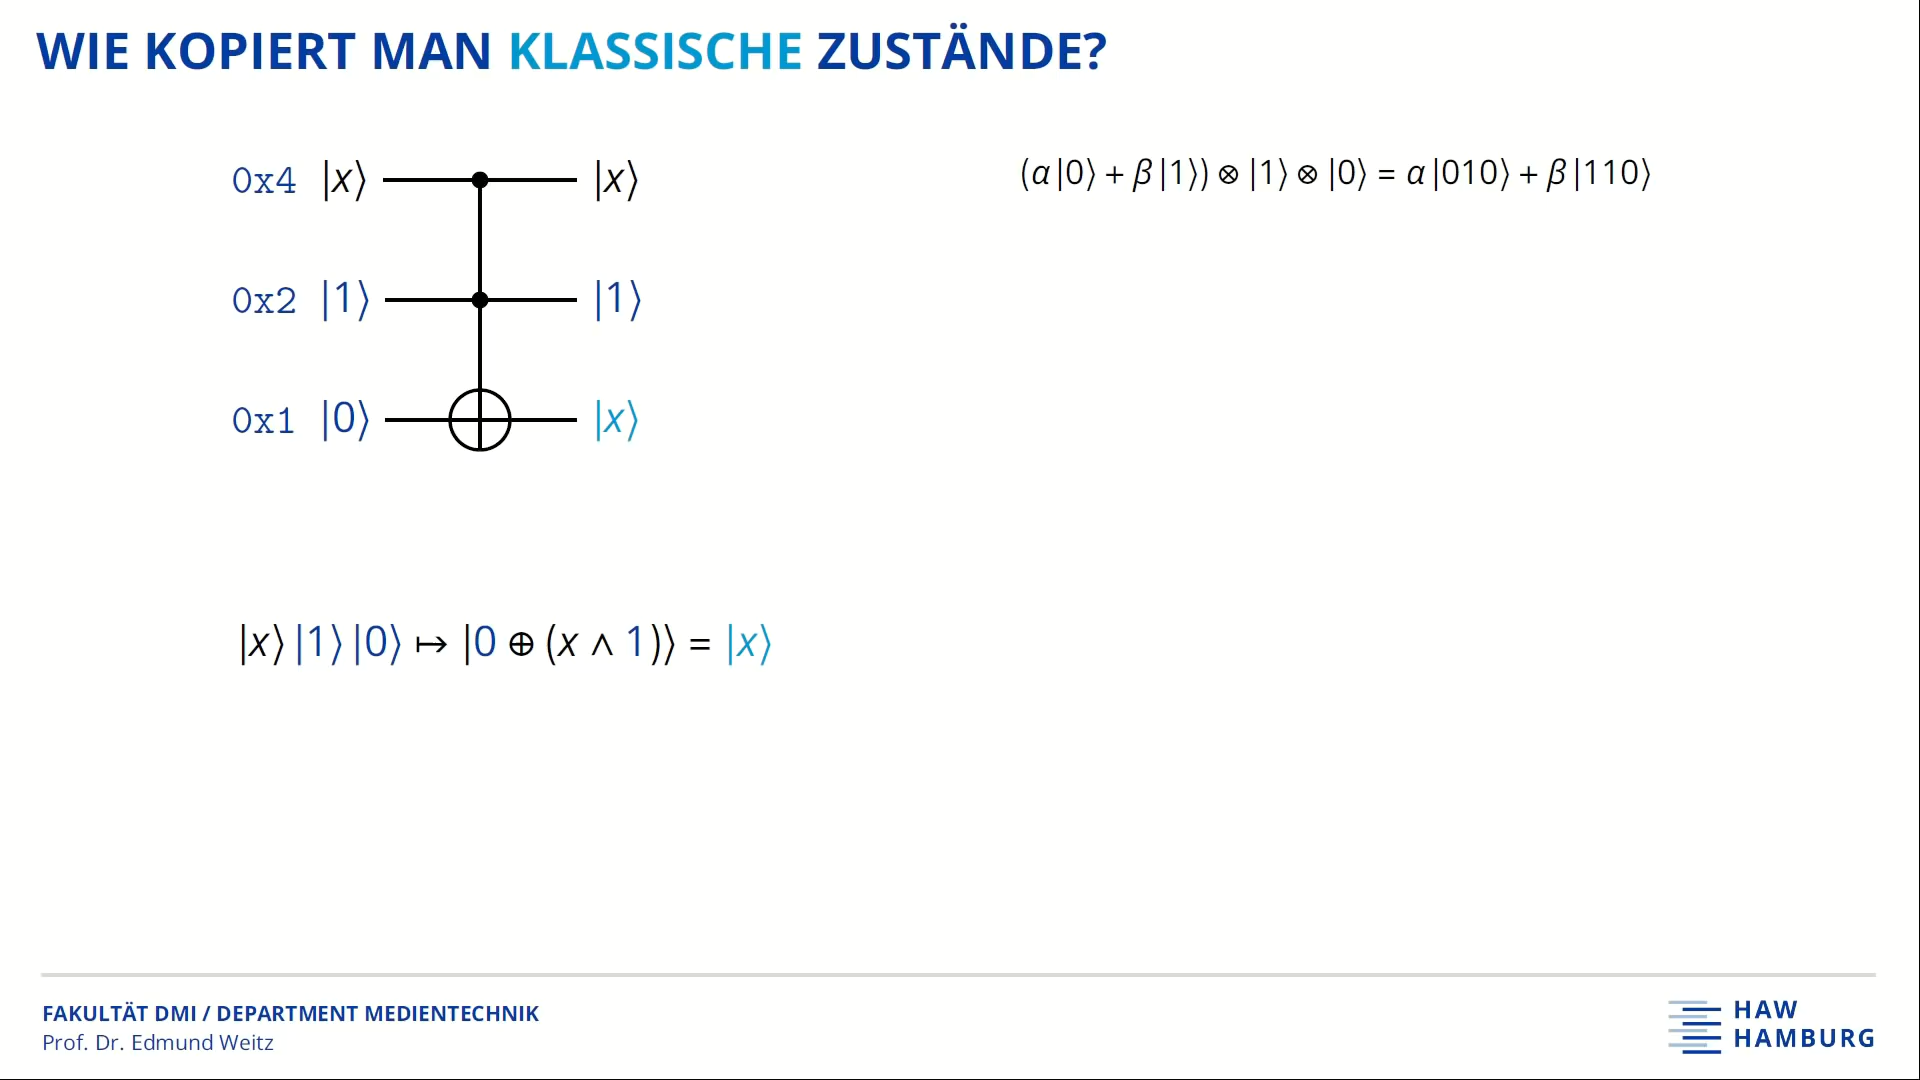 WIE KOPIERT MAN KLASSISCHE ZUSTÄNDE?
0x4 |x⟩ |x⟩
0x2 |1⟩ |1⟩
0x1 |0⟩ |x⟩
(α|0⟩ + β|1⟩) ⊗ |1⟩ ⊗ |0⟩ = α|010⟩ + β|110⟩
|x⟩|1⟩|0⟩ ↦ |0 ⊕ (x ∧ 1)⟩ = |x⟩
FAKULTÄT DMI / DEPARTMENT MEDIENTECHNIK
Prof. Dr. Edmund Weitz
HAW
HAMBURG